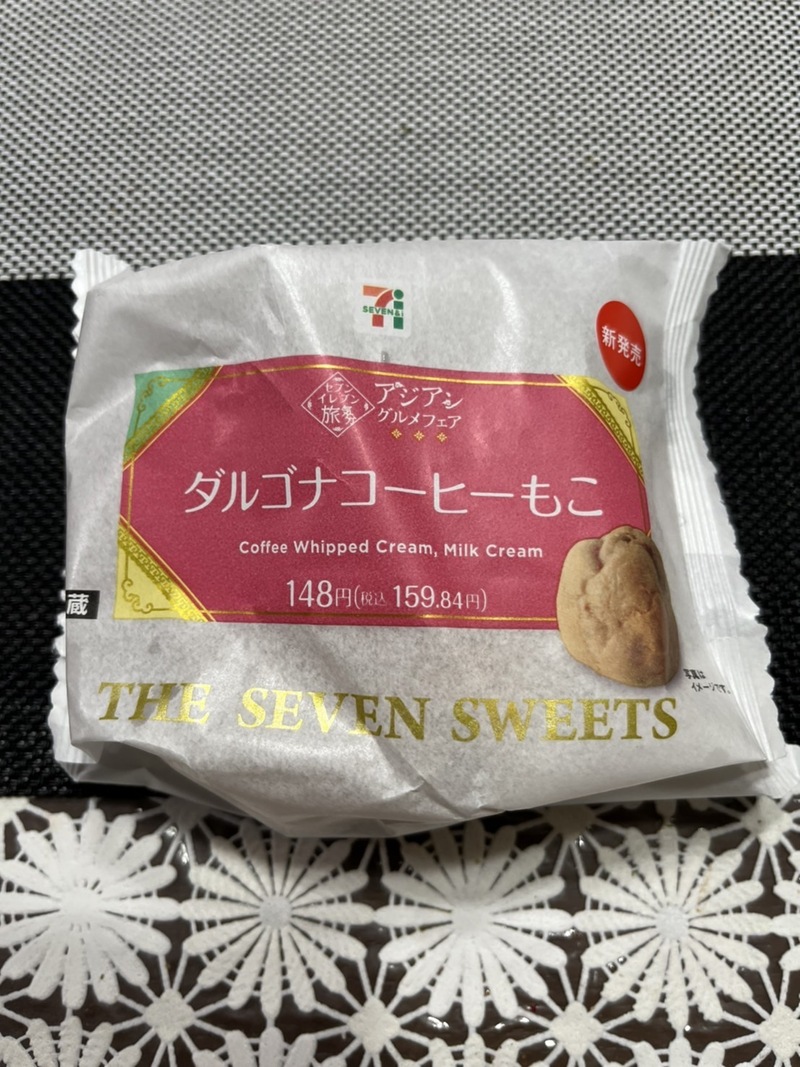 SEVEN&i
新発売
セブン
イレブン
旅夢
アジアン
グルメフェア
ダルゴナコーヒーもこ
Coffee Whipped Cream, Milk Cream
148円(税込 159.84円)
蔵
写真は
イメージです。
THE SEVEN SWEETS